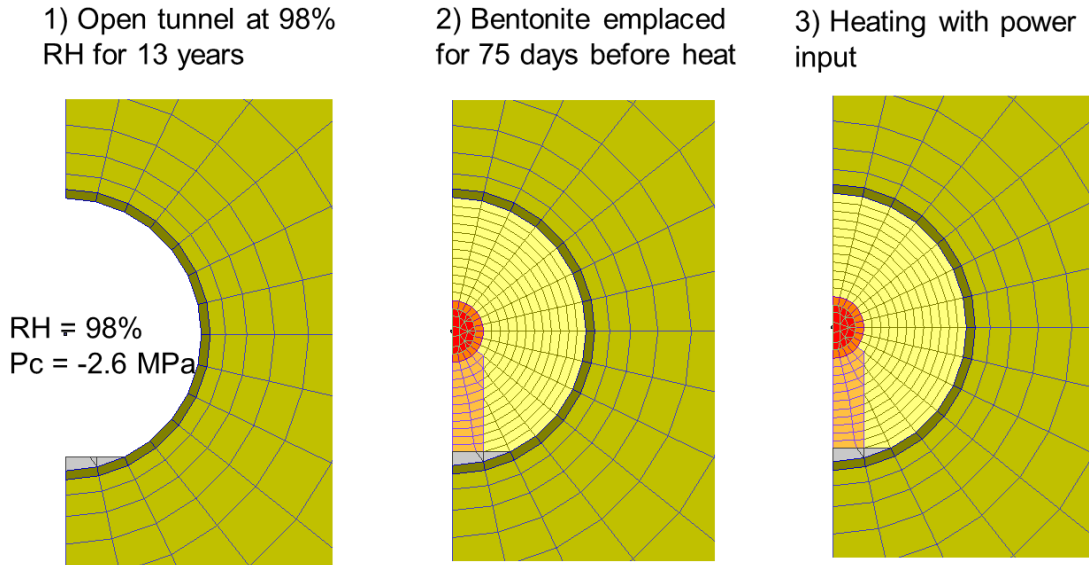 1) Open tunnel at 98%
RH for 13 years
2) Bentonite emplaced
for 75 days before heat
3) Heating with power
input
RH = 98%
Pc = -2.6 MPa